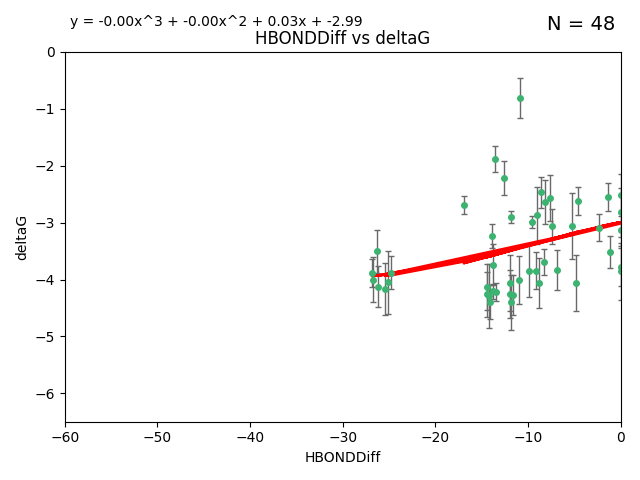 y = -0.00x^3 + -0.00x^2 + 0.03x + -2.99
N = 48
HBONDDiff vs deltaG
0
−1
−2
−3
−4
−5
−6
deltaG
−60 −50 −40 −30 −20 −10 0
HBONDDiff